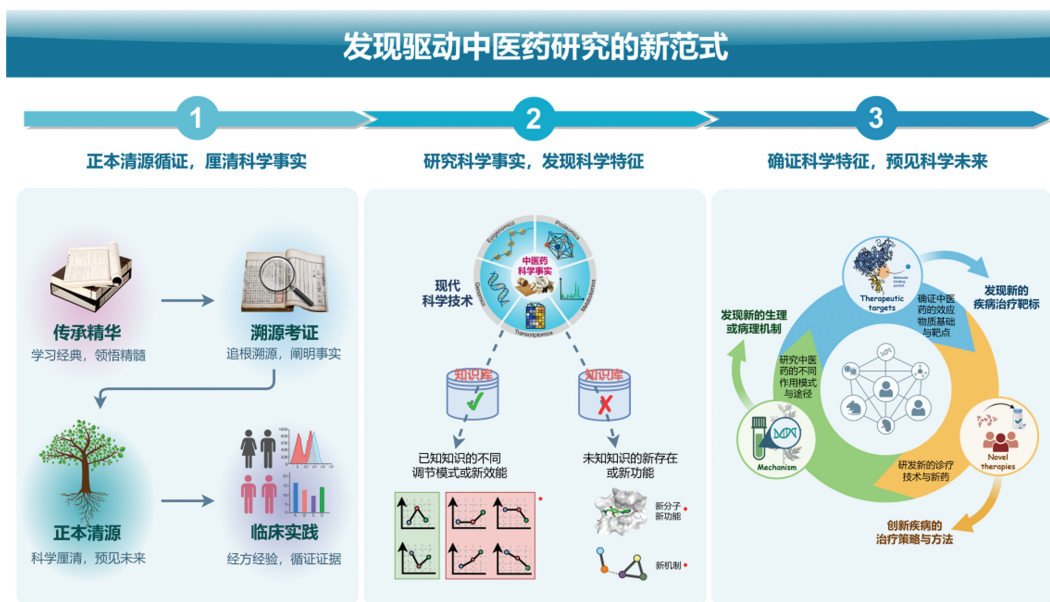 发现驱动中医药研究的新范式
1
2
3
正本清源循证，厘清科学事实
研究科学事实，发现科学特征
确证科学特征，预见科学未来
传承精华
学习经典，领悟精髓
溯源考证
追根溯源，阐明事实
正本清源
科学厘清，预见未来
临床实践
经方经验，循证证据
现代
科学技术
Epigenomics
Proteomics
Genomics
Metabolomics
Transcriptomics
中医药
科学事实
知识库
知识库
已知知识的不同
调节模式或新效能
未知知识的新存在
或新功能
新分子
新功能
新机制
Therapeutic
targets
确证中医
药的效应
物质基础
与靶点
发现新的
疾病治疗靶标
发现新的生理
或病理机制
研究中医
药的不同
作用模式
与途径
Mechanism
研发新的诊疗
技术与新药
Novel
therapies
创新疾病的
治疗策略与方法